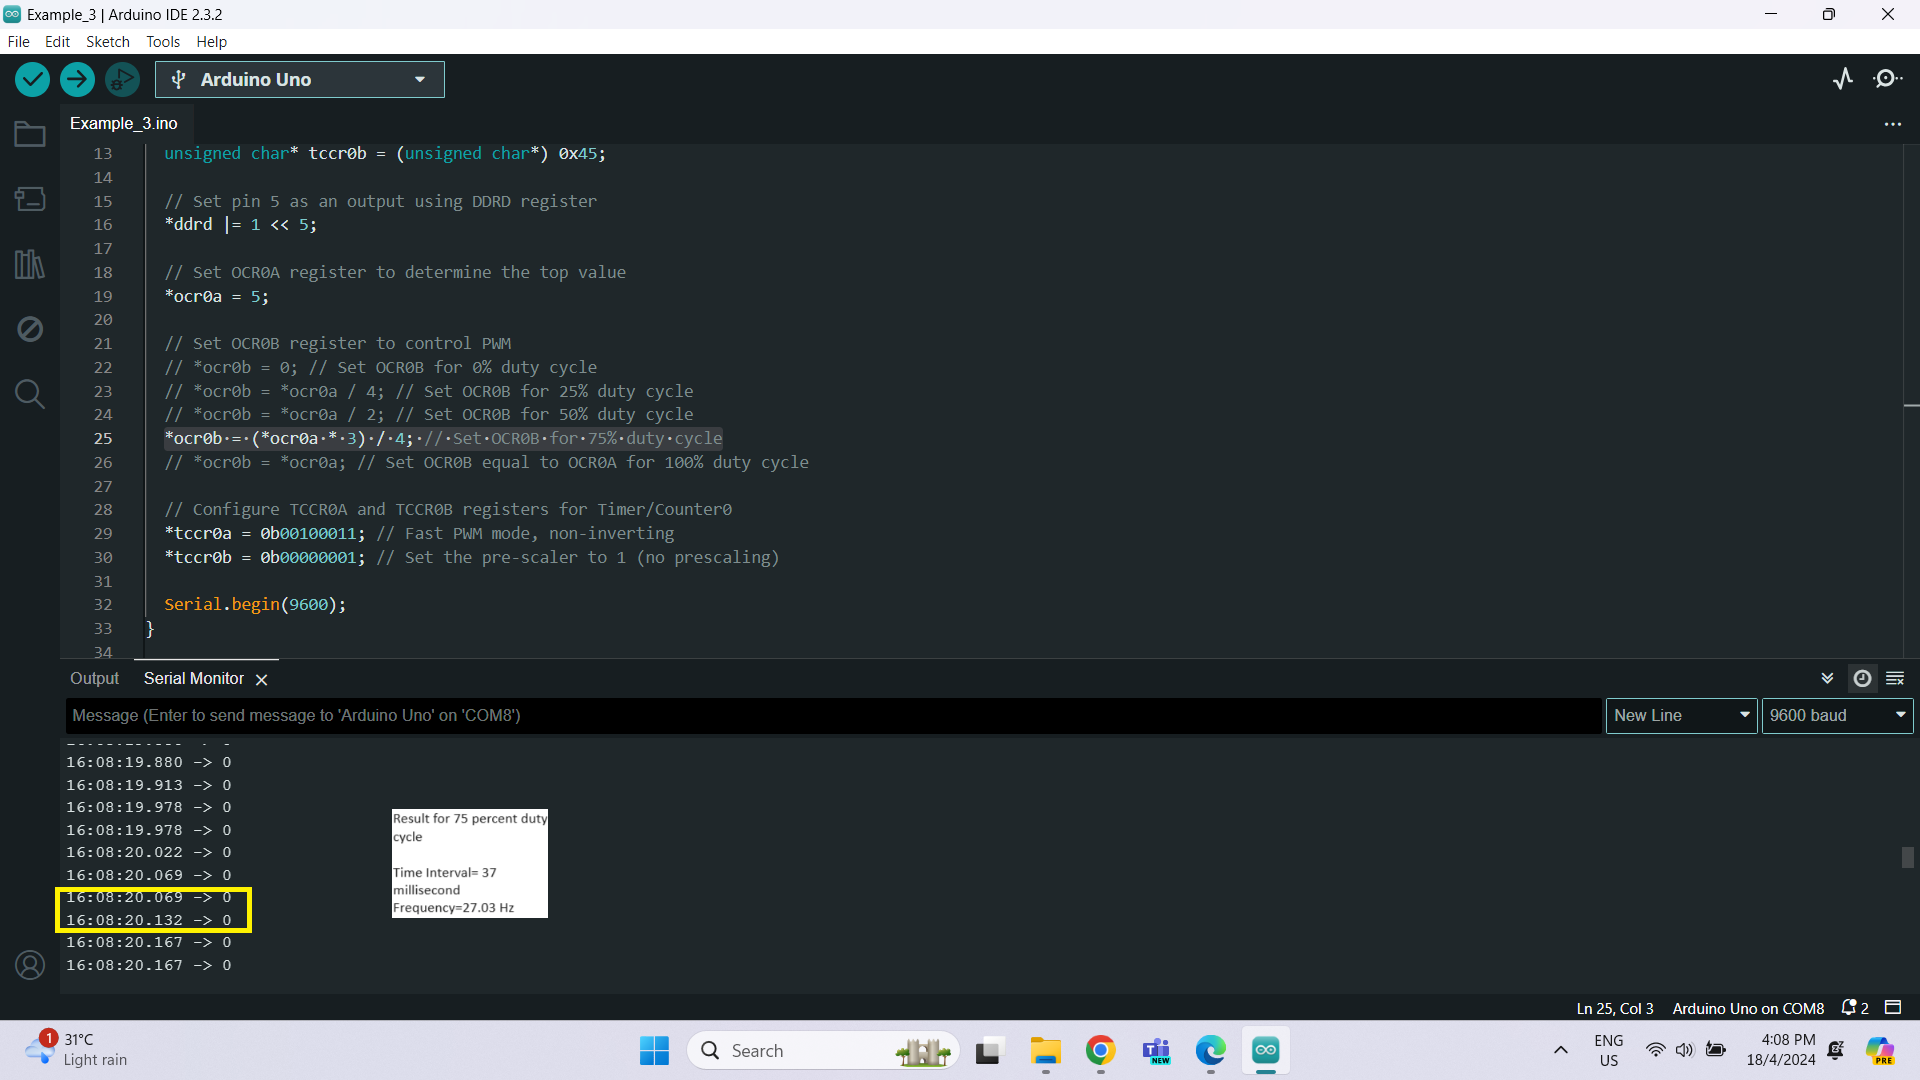 Example_3 | Arduino IDE 2.3.2
File Edit Sketch Tools Help
Arduino Uno
Example_3.ino
13 unsigned char* tccr0b = (unsigned char*) 0x45;
14
15 // Set pin 5 as an output using DDRD register
16 *ddrd |= 1 << 5;
17
18 // Set OCR0A register to determine the top value
19 *ocr0a = 5;
20
21 // Set OCR0B register to control PWM
22 // *ocr0b = 0; // Set OCR0B for 0% duty cycle
23 // *ocr0b = *ocr0a / 4; // Set OCR0B for 25% duty cycle
24 // *ocr0b = *ocr0a / 2; // Set OCR0B for 50% duty cycle
25 *ocr0b·=·(*ocr0a·*·3)·/·4;·//·Set·OCR0B·for·75%·duty·cycle
26 // *ocr0b = *ocr0a; // Set OCR0B equal to OCR0A for 100% duty cycle
27
28 // Configure TCCR0A and TCCR0B registers for Timer/Counter0
29 *tccr0a = 0b00100011; // Fast PWM mode, non-inverting
30 *tccr0b = 0b00000001; // Set the pre-scaler to 1 (no prescaling)
31
32 Serial.begin(9600);
33 }
34
Output Serial Monitor
Message (Enter to send message to 'Arduino Uno' on 'COM8')
New Line
9600 baud
16:08:19.880 -> 0
16:08:19.913 -> 0
16:08:19.978 -> 0
16:08:19.978 -> 0
16:08:20.022 -> 0
16:08:20.069 -> 0
16:08:20.069 -> 0
16:08:20.132 -> 0
16:08:20.167 -> 0
16:08:20.167 -> 0
Result for 75 percent duty
cycle
Time Interval= 37
millisecond
Frequency=27.03 Hz
Ln 25, Col 3 Arduino Uno on COM8 2
1
31°C
Light rain
Search
NEW
ENG
US
4:08 PM
18/4/2024
PRE